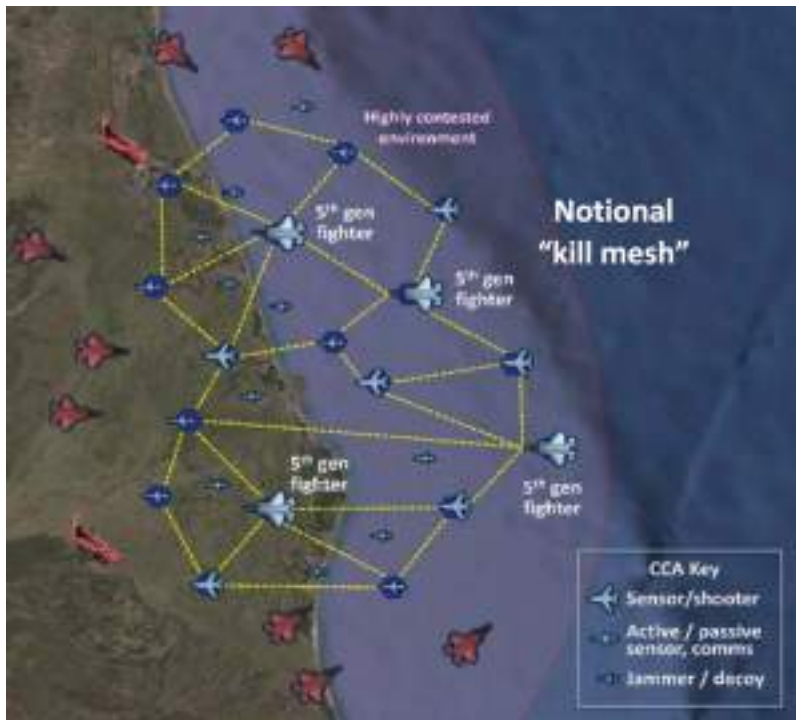 Highly contested
environment
Notional
"kill mesh"
5th gen
fighter
5th gen
fighter
5th gen
fighter
5th gen
fighter
CCA Key
Sensor/shooter
Active / passive
sensor, comms
Jammer / decoy